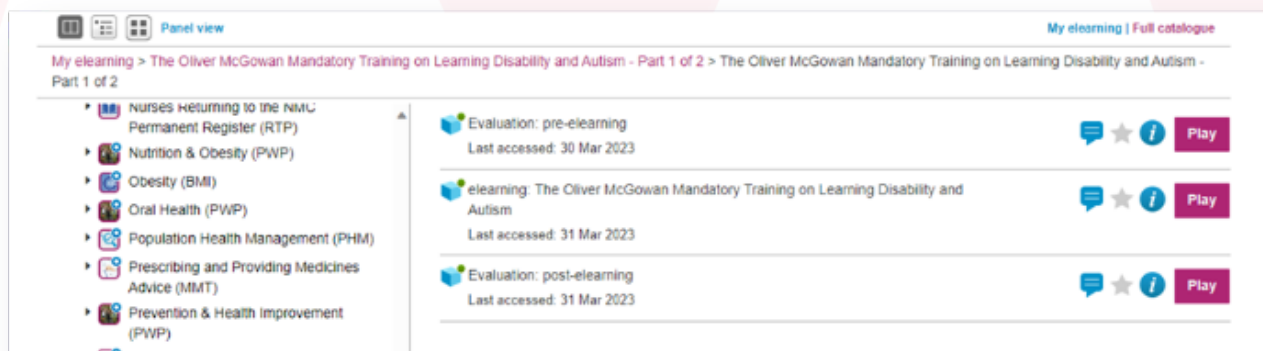 Panel view
My elearning | Full catalogue
My elearning > The Oliver McGowan Mandatory Training on Learning Disability and Autism - Part 1 of 2 > The Oliver McGowan Mandatory Training on Learning Disability and Autism -
Part 1 of 2
Nurses Returning to the NMC
Permanent Register (RTP)
Nutrition & Obesity (PWP)
Obesity (BMI)
Oral Health (PWP)
Population Health Management (PHM)
Prescribing and Providing Medicines
Advice (MMT)
Prevention & Health Improvement
(PWP)
Evaluation: pre-elearning
Last accessed: 30 Mar 2023
Play
elearning: The Oliver McGowan Mandatory Training on Learning Disability and
Autism
Last accessed: 31 Mar 2023
Play
Evaluation: post-elearning
Last accessed: 31 Mar 2023
Play